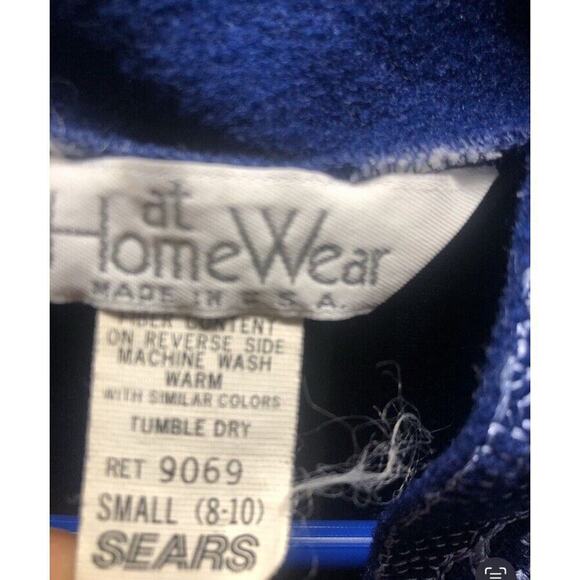 at
HomeWear
MADE IN U.S.A.
FIBER CONTENT
ON REVERSE SIDE
MACHINE WASH
WARM
WITH SIMILAR COLORS
TUMBLE DRY
RET 9069
SMALL (8-10)
SEARS